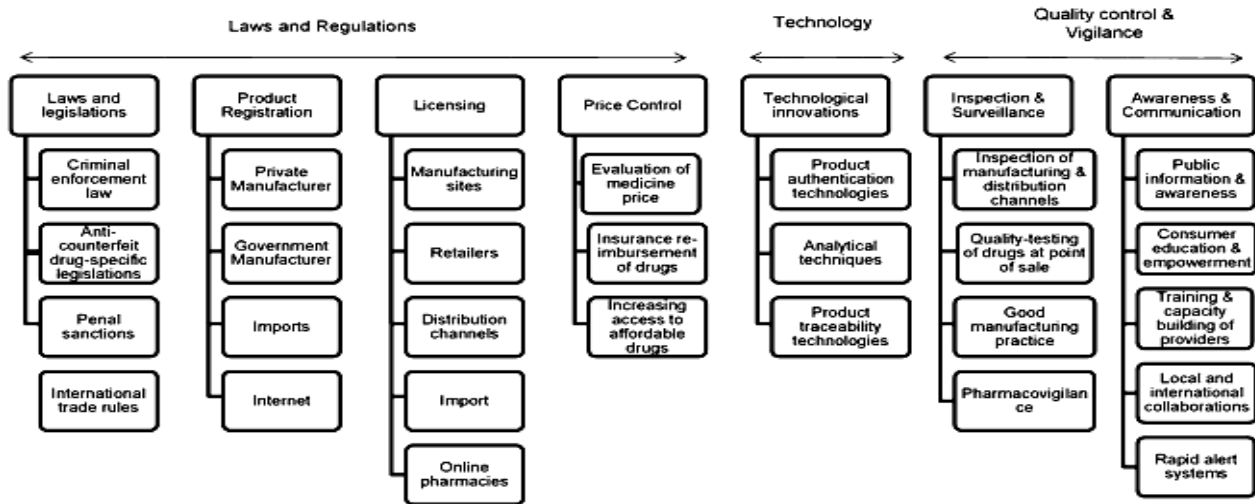 Laws and Regulations
Technology
Quality control &
Vigilance
Laws and
legislations
Criminal
enforcement
law
Anti-
counterfeit
drug-specific
legislations
Penal
sanctions
International
trade rules
Product
Registration
Private
Manufacturer
Government
Manufacturer
Imports
Internet
Licensing
Manufacturing
sites
Retailers
Distribution
channels
Import
Online
pharmacies
Price Control
Evaluation of
medicine
price
Insurance re-
imbursement
of drugs
Increasing
access to
affordable
drugs
Technological
innovations
Product
authentication
technologies
Analytical
techniques
Product
traceability
technologies
Inspection &
Surveillance
Inspection of
manufacturing &
distribution
channels
Quality-testing
of drugs at point
of sale
Good
manufacturing
practice
Pharmacovigilan
ce
Awareness &
Communication
Public
information &
awareness
Consumer
education &
empowerment
Training &
capacity
building of
providers
Local and
international
collaborations
Rapid alert
systems